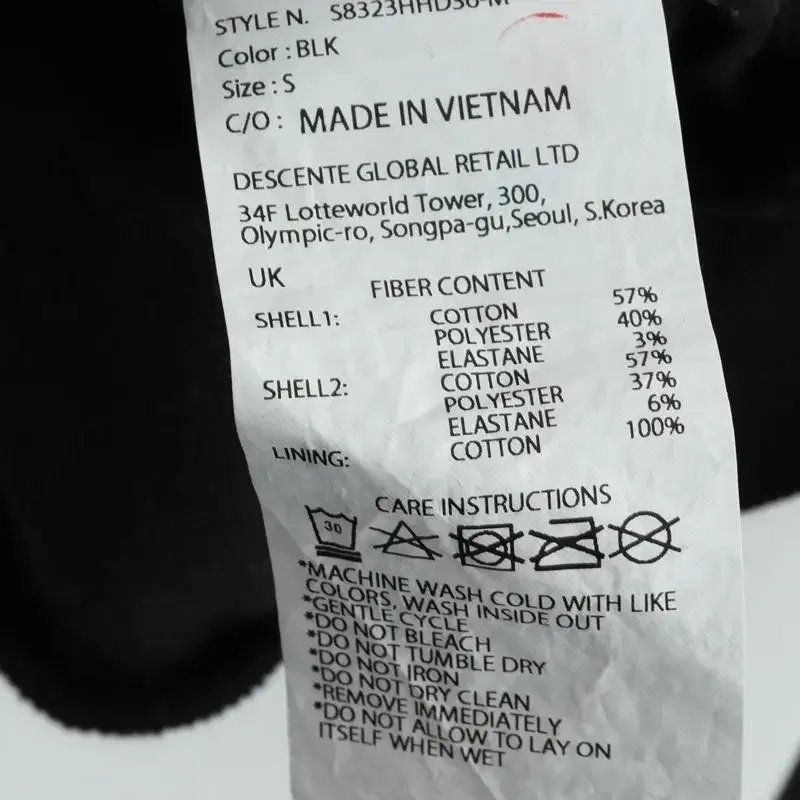 STYLE N. S8323HHD36-M
Color : BLK
Size : S
C/O : MADE IN VIETNAM
DESCENTE GLOBAL RETAIL LTD
34F Lotteworld Tower, 300,
Olympic-ro, Songpa-gu,Seoul, S.Korea
UK
FIBER CONTENT
SHELL1: COTTON 57%
POLYESTER 40%
ELASTANE 3%
SHELL2: COTTON 57%
POLYESTER 37%
ELASTANE 6%
LINING: COTTON 100%
CARE INSTRUCTIONS
30
*MACHINE WASH COLD WITH LIKE
COLORS, WASH INSIDE OUT
*GENTLE CYCLE
*DO NOT BLEACH
*DO NOT TUMBLE DRY
*DO NOT IRON
*DO NOT DRY CLEAN
*REMOVE IMMEDIATELY
*DO NOT ALLOW TO LAY ON
ITSELF WHEN WET